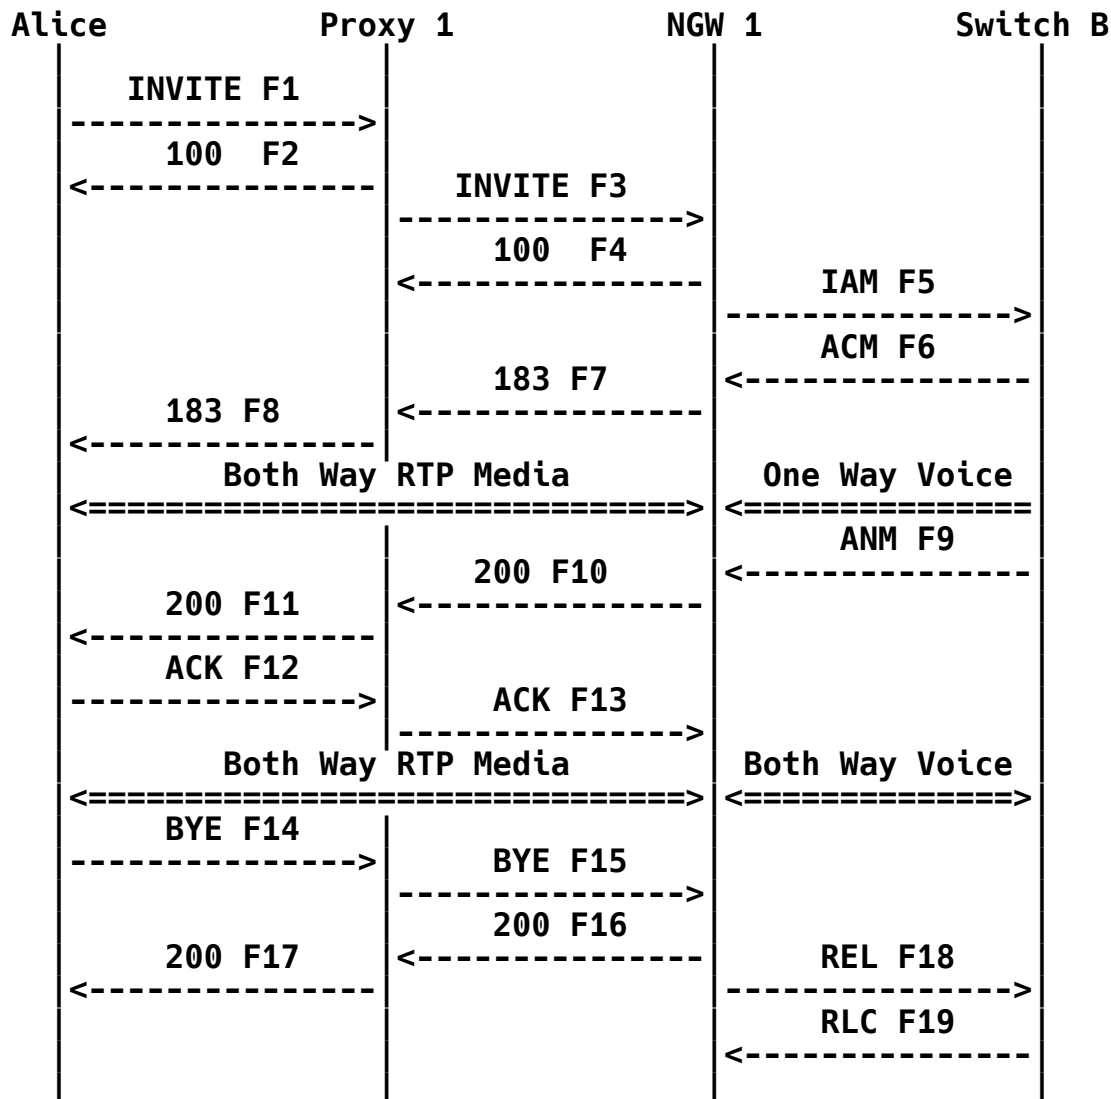 Alice Proxy 1 NGW 1 Switch B
INVITE F1
100 F2
INVITE F3
100 F4
IAM F5
ACM F6
183 F7
183 F8
Both Way RTP Media One Way Voice
ANM F9
200 F10
200 F11
ACK F12
ACK F13
Both Way RTP Media Both Way Voice
BYE F14
BYE F15
200 F16
200 F17 REL F18
RLC F19